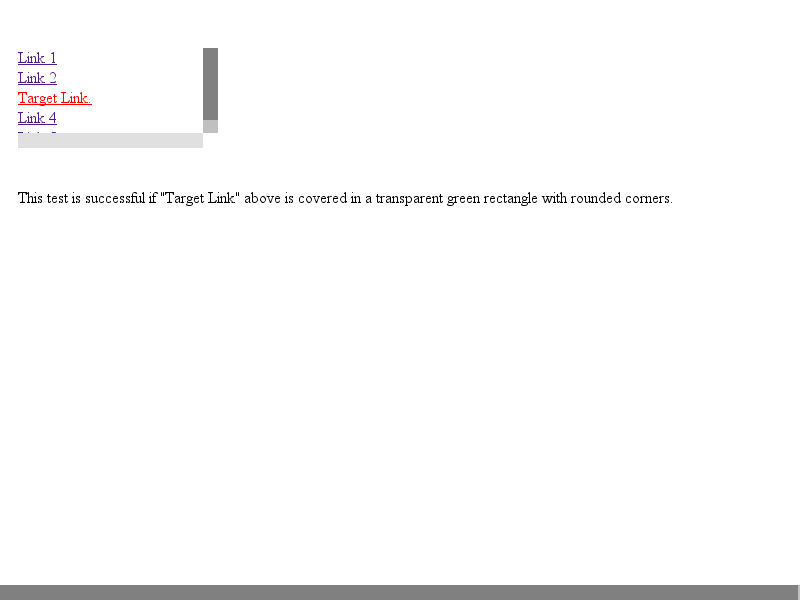 Link 1
Link 2
Target Link.
Link 4
This test is successful if "Target Link" above is covered in a transparent green rectangle with rounded corners.